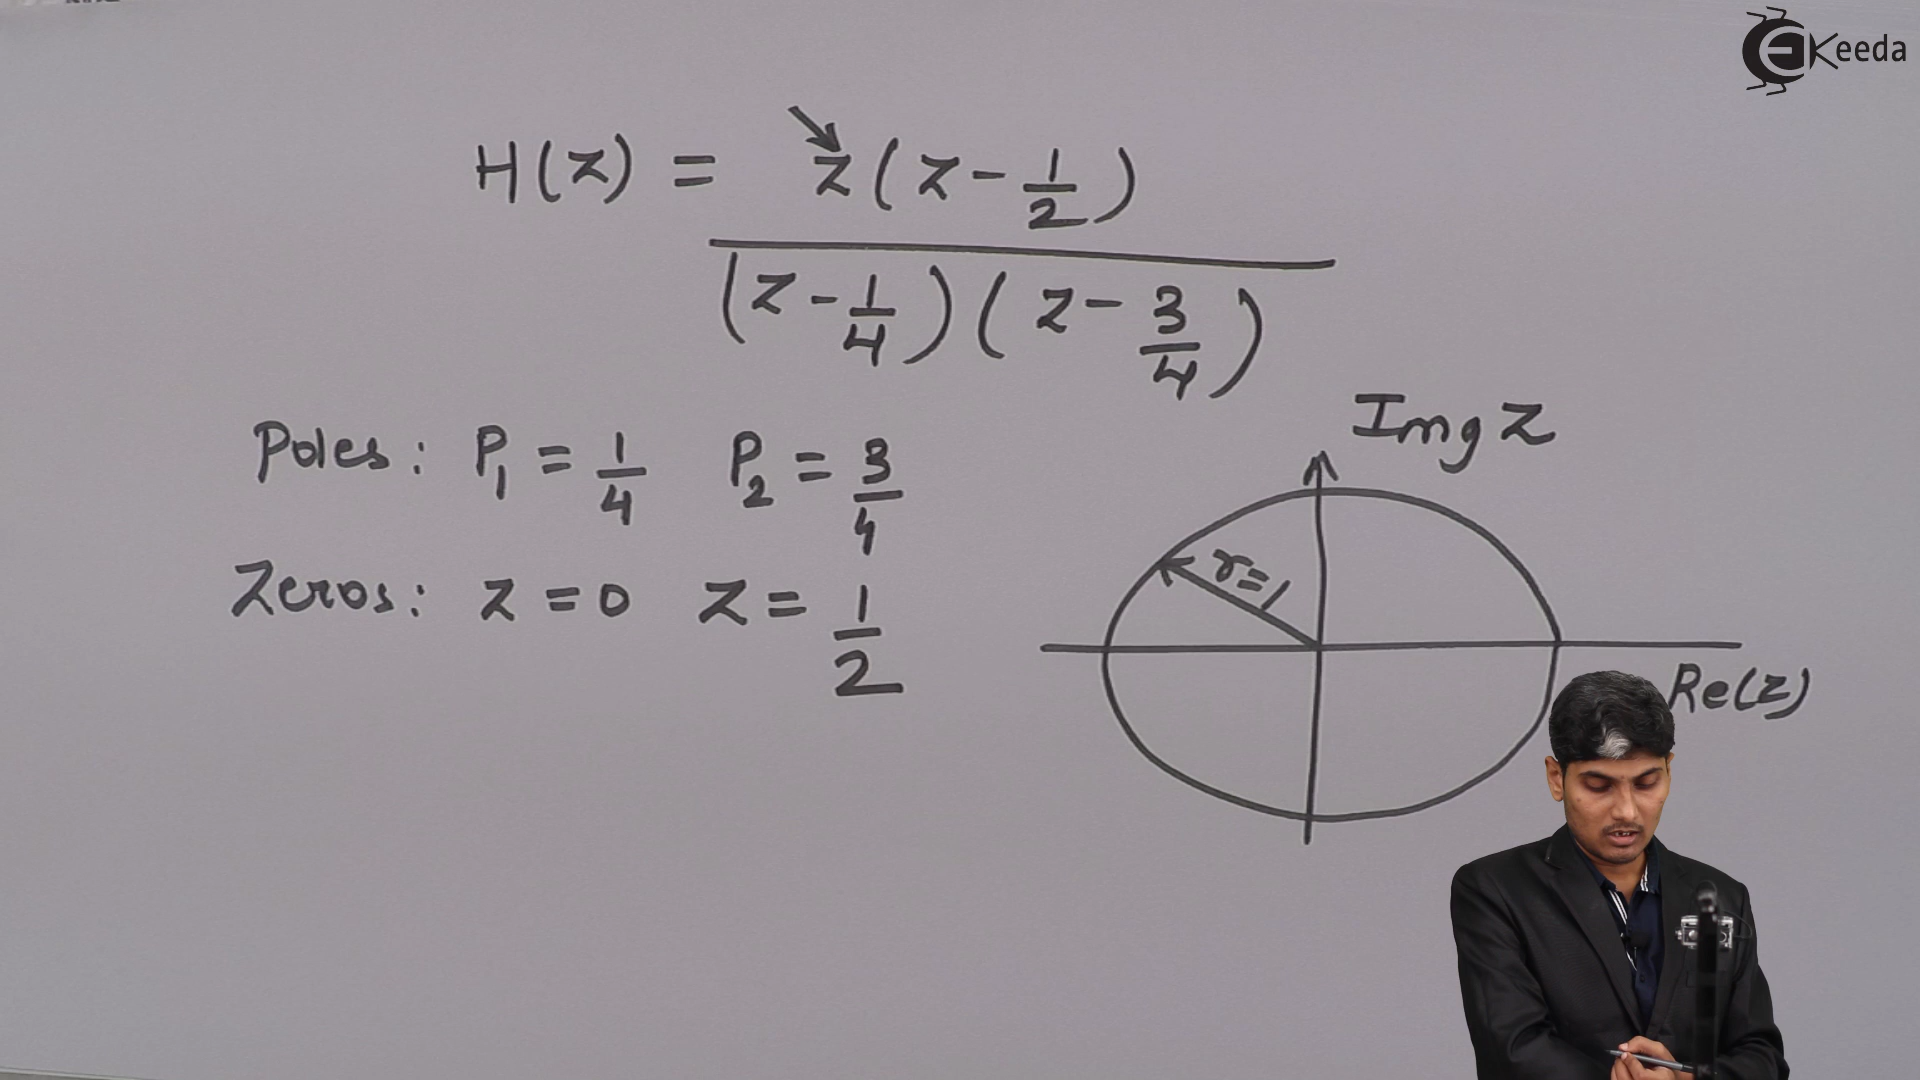 Keeda
H(z) = z(z - 1/2)
(z - 1/4)(z - 3/4)
Poles: P1 = 1/4 P2 = 3/4
Zeros: z = 0 z = 1/2
Img z
r=1
Re(z)